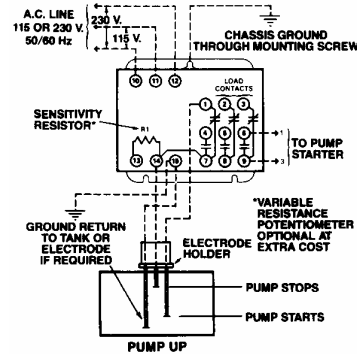 A.C. LINE
115 OR 230 V.
50/60 Hz
230 V.
115 V.
CHASSIS GROUND
THROUGH MOUNTING SCREW
10 11 12
LOAD
CONTACTS
1 2 3
SENSITIVITY
RESISTOR*
R1
4 5 6
1
TO PUMP
STARTER
3
13 14 15 7 8 9
*VARIABLE
RESISTANCE
POTENTIOMETER
OPTIONAL AT
EXTRA COST
GROUND RETURN
TO TANK OR
ELECTRODE
IF REQUIRED
ELECTRODE
HOLDER
PUMP STOPS
PUMP STARTS
PUMP UP